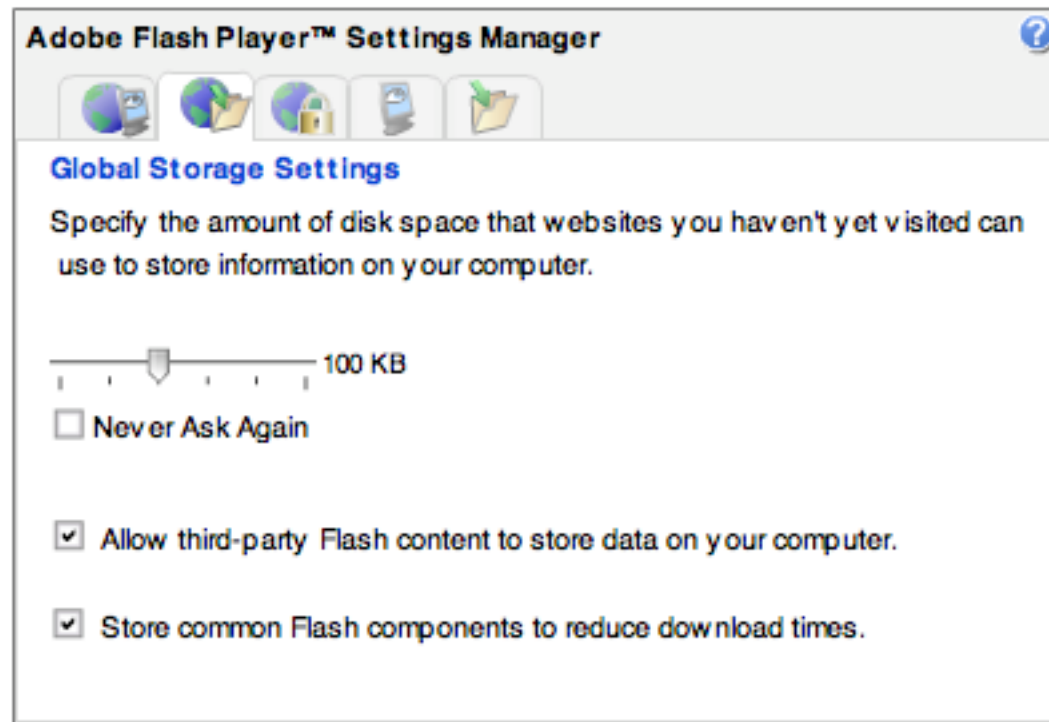 Adobe Flash Player™ Settings Manager
?
Global Storage Settings
Specify the amount of disk space that websites you haven't yet visited can
use to store information on your computer.
100 KB
Never Ask Again
Allow third-party Flash content to store data on your computer.
Store common Flash components to reduce download times.